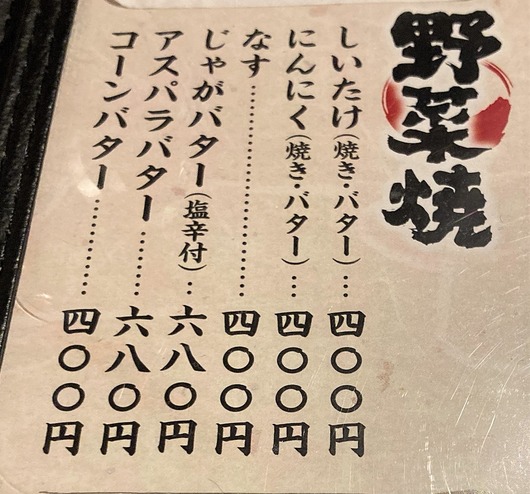 野菜焼
しいたけ(焼き・バター)…四〇〇円
にんにく(焼き・バター)…四〇〇円
なす……………………四〇〇円
じゃがバター(塩辛付)…六八〇円
アスパラバター………六八〇円
コーンバター…………四〇〇円